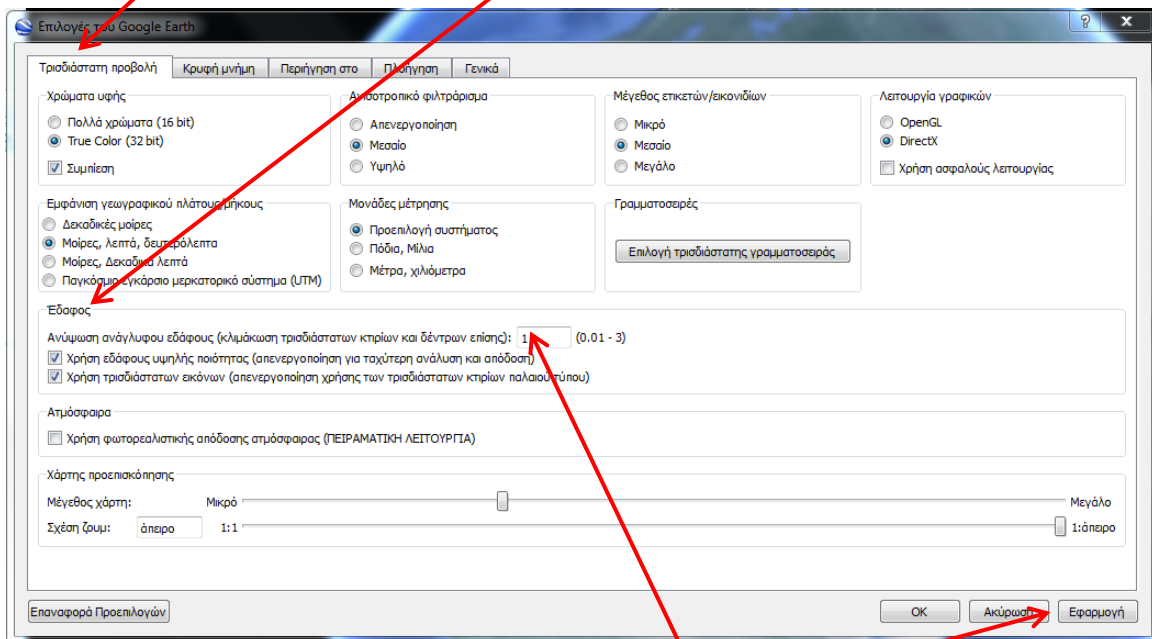 Επιλογές του Google Earth
Τρισδιάστατη προβολή Κρυφή μνήμη Περιήγηση στο Πλοήγηση Γενικά
Χρώματα υφής
Πολλά χρώματα (16 bit)
True Color (32 bit)
Συμπίεση
Ανισοτροπικό φιλτράρισμα
Απενεργοποίηση
Μεσαίο
Υψηλό
Μέγεθος ετικετών/εικονιδίων
Μικρό
Μεσαίο
Μεγάλο
Λειτουργία γραφικών
OpenGL
DirectX
Χρήση ασφαλούς λειτουργίας
Εμφάνιση γεωγραφικού πλάτους/μήκους
Δεκαδικές μοίρες
Μοίρες, λεπτά, δευτερόλεπτα
Μοίρες, Δεκαδικά λεπτά
Παγκόσμιο εγκάρσιο μερκατορικό σύστημα (UTM)
Μονάδες μέτρησης
Προεπιλογή συστήματος
Πόδια, Μίλια
Μέτρα, χιλιόμετρα
Γραμματοσειρές
Επιλογή τρισδιάστατης γραμματοσειράς
Έδαφος
Ανύψωση ανάγλυφου εδάφους (κλιμάκωση τρισδιάστατων κτιρίων και δέντρων επίσης): 1 (0.01 - 3)
Χρήση εδάφους υψηλής ποιότητας (απενεργοποίηση για ταχύτερη ανάλυση και απόδοση)
Χρήση τρισδιάστατων εικόνων (απενεργοποίηση χρήσης των τρισδιάστατων κτιρίων παλαιού τύπου)
Ατμόσφαιρα
Χρήση φωτορεαλιστικής απόδοσης ατμόσφαιρας (ΠΕΙΡΑΜΑΤΙΚΗ ΛΕΙΤΟΥΡΓΙΑ)
Χάρτης προεπισκόπησης
Μέγεθος χάρτη: Μικρό Μεγάλο
Σχέση ζουμ: άπειρο 1:1 1:άπειρο
Επαναφορά Προεπιλογών OK Ακύρωση Εφαρμογή